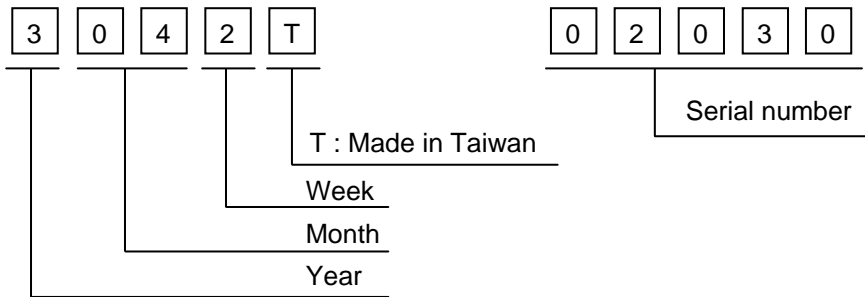 3 0 4 2 T 0 2 0 3 0
Serial number
T : Made in Taiwan
Week
Month
Year